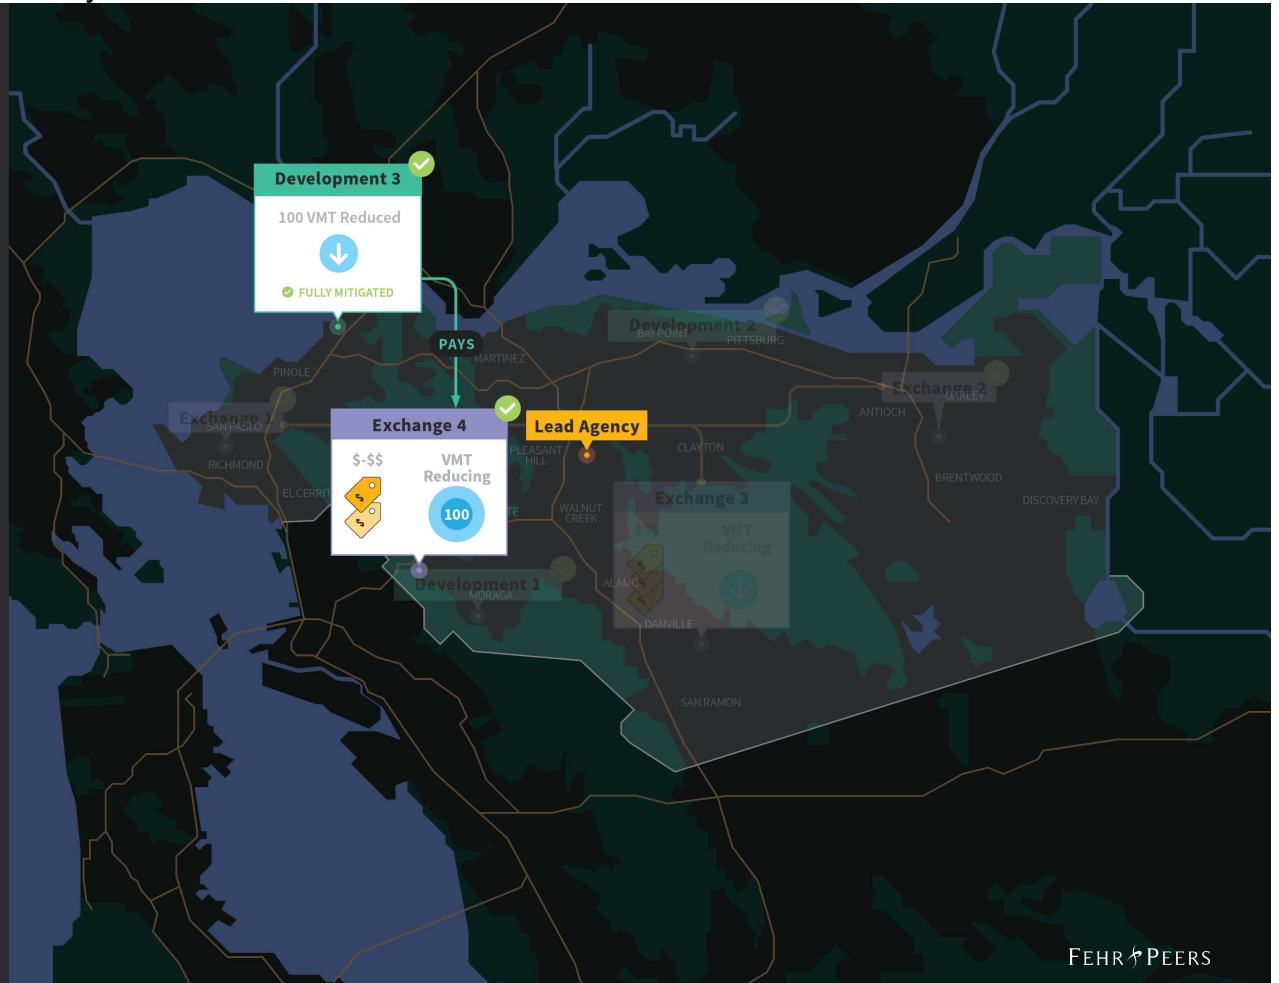 Development 3
100 VMT Reduced
FULLY MITIGATED
PAYS
Development 2
BAY POINT
PITTSBURG
MARTINEZ
PINOLE
Exchange 2
OAKLEY
ANTIOCH
Exchange 1
SAN PABLO
Exchange 4
Lead Agency
$-$$
VMT
Reducing
100
PLEASANT
HILL
CLAYTON
RICHMOND
BRENTWOOD
EL CERRIT
Exchange 3
DISCOVERY BAY
TE
WALNUT
CREEK
$$$
VMT
Reducing
Development 1
MORAGA
ALAMO
DANVILLE
SAN RAMON
FEHR PEERS